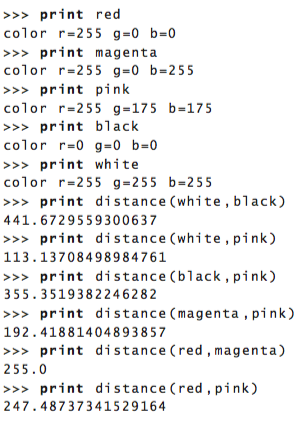 >>> print red
color r=255 g=0 b=0
>>> print magenta
color r=255 g=0 b=255
>>> print pink
color r=255 g=175 b=175
>>> print black
color r=0 g=0 b=0
>>> print white
color r=255 g=255 b=255
>>> print distance(white,black)
441.6729559300637
>>> print distance(white,pink)
113.13708498984761
>>> print distance(black,pink)
355.3519382246282
>>> print distance(magenta,pink)
192.41881404893857
>>> print distance(red,magenta)
255.0
>>> print distance(red,pink)
247.48737341529164